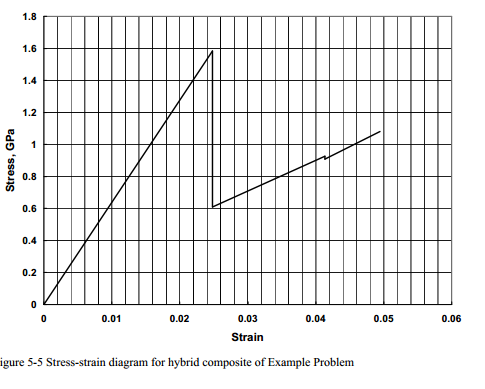 1.8
1.6
1.4
1.2
1
0.8
0.6
0.4
0.2
0
Stress, GPa
0 0.01 0.02 0.03 0.04 0.05 0.06
Strain
igure 5-5 Stress-strain diagram for hybrid composite of Example Problem